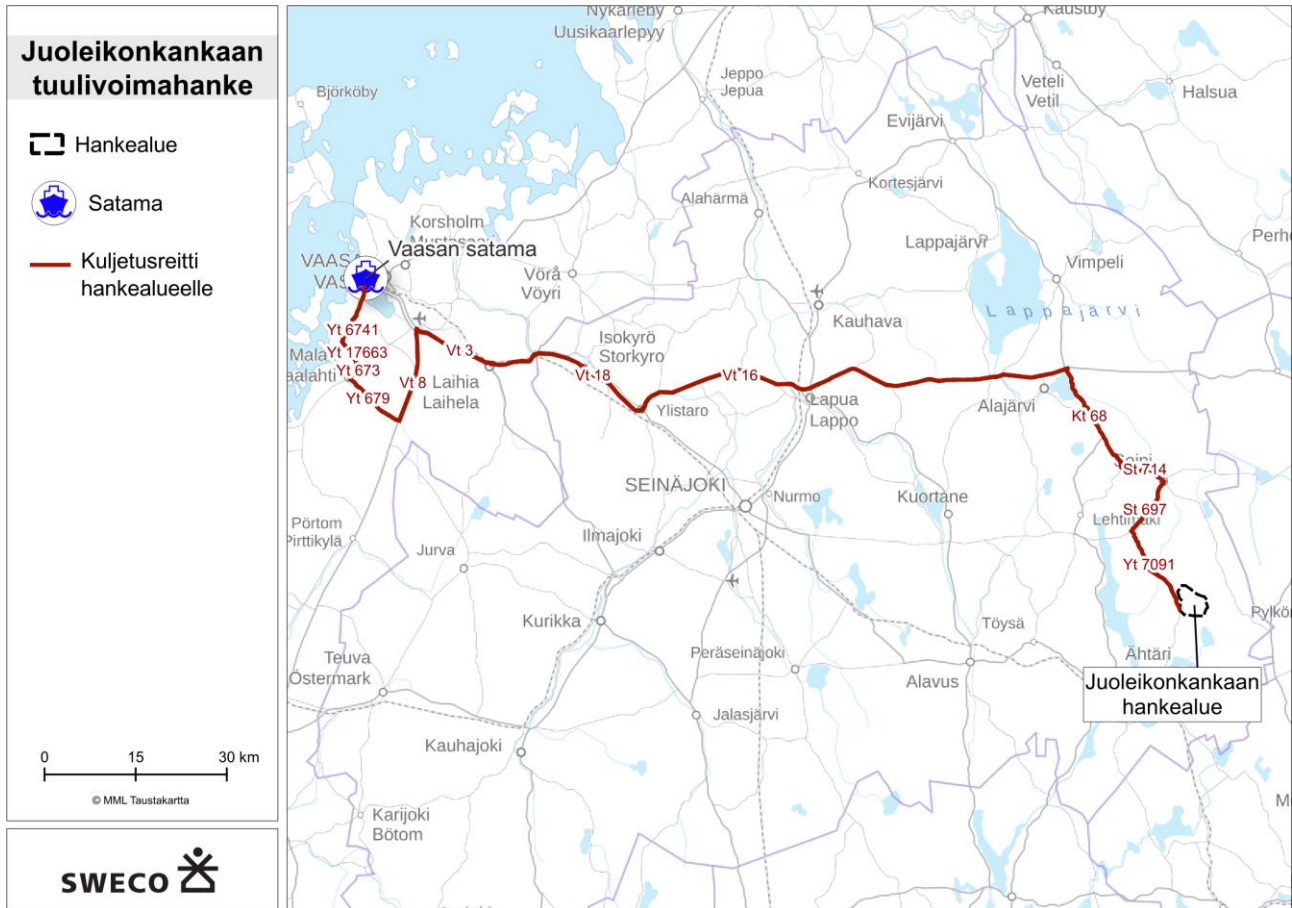 Juoleikonkankaan
tuulivoimahanke
Hankealue
Satama
Kuljetusreitti
hankealueelle
0 15 30 km
© MML Taustakartta
SWECO
Nykarleby
Uusikaarlepyy
Kaustby
Jeppo
Jepua
Veteli
Vetil
Halsua
Björköby
Evijärvi
Kortesjärvi
Alahärmä
Korsholm
Lappajärvi
Vaasan satama
VAASA
Vörå
Vöyri
Vimpeli
Lappajärvi
Kauhava
Isokyrö
Storkyro
Yt 6741
Yt 17663
Yt 673
Yt 679
Vt 8
Vt 3
Laihia
Laihela
Vt 18
Vt 16
Ylistaro
Lapua
Lappo
Alajärvi
Kt 68
Soini
St 714
St 697
Lehtimäki
Yt 7091
SEINÄJOKI
Nurmo
Kuortane
Pörtom
Pirttikylä
Jurva
Ilmajoki
Kurikka
Töysä
Peräseinäjoki
Alavus
Ähtäri
Juoleikonkankaan
hankealue
Teuva
Östermark
Jalasjärvi
Kauhajoki
Karijoki
Bötom